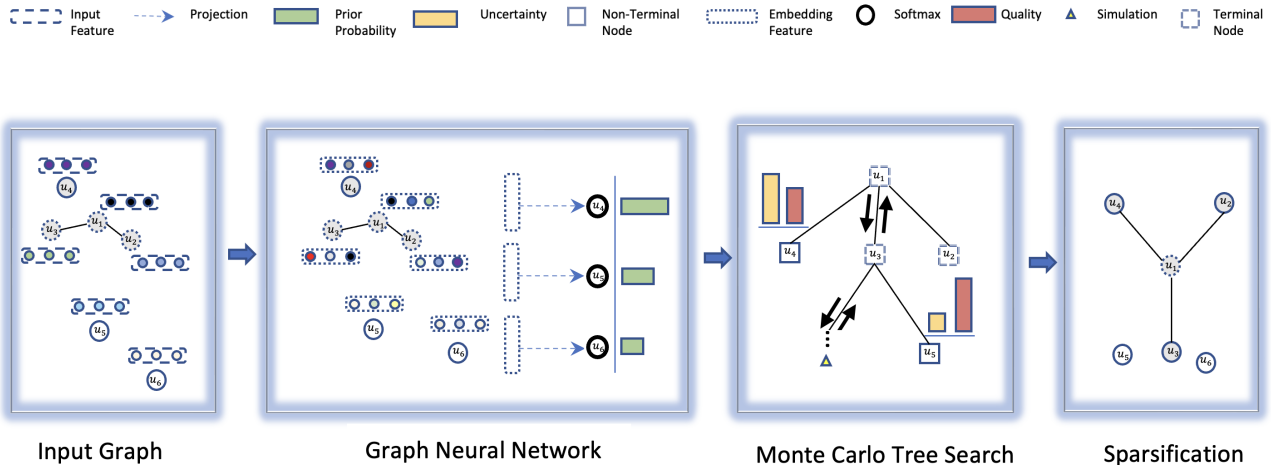 Input Feature
Projection
Prior Probability
Uncertainty
Non-Terminal Node
Embedding Feature
Softmax
Quality
Simulation
Terminal Node
u₄
u₁
u₃
u₂
u₅
u₆
u₄
u₁
u₃
u₂
u₅
u₆
u₄
u₅
u₆
u₁
u₄
u₃
u₂
u₅
u₄
u₂
u₁
u₅
u₃
u₆
Input Graph
Graph Neural Network
Monte Carlo Tree Search
Sparsification